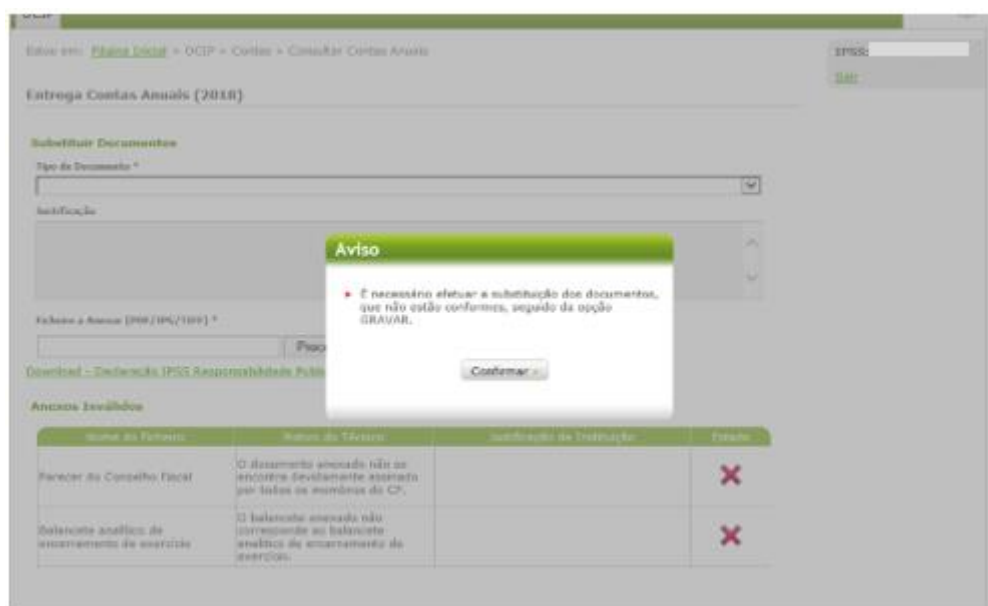 OCIP
Estou em: Página Inicial > OCIP > Contas > Consultar Contas Anuais
IPSS:
Sair
Entrega Contas Anuais (2018)
Substituir Documentos
Tipo de Documento *
Justificação
Aviso
É necessário efetuar a substituição dos documentos,
que não estão conformes, seguido da opção
GRAVAR.
Ficheiro a Anexar (PDF/JPG/TIFF) *
Proc
Confirmar
Download - Declaração IPSS Responsabilidade Public
Anexos Inválidos
Nome do Ficheiro
Motivo do Técnico
Justificação da Instituição
Estado
Parecer do Conselho Fiscal
O documento anexado não se
encontra devidamente assinado
por todos os membros do CF.
Balancete analítico de
encerramento do exercício
O balancete anexado não
corresponde ao balancete
analítico de encerramento do
exercício.